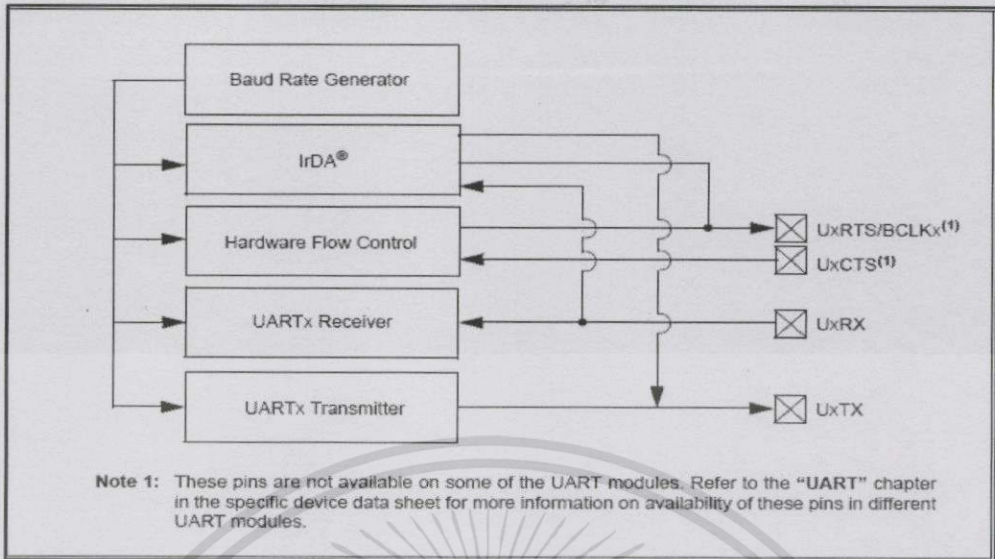 Baud Rate Generator
IrDA®
Hardware Flow Control
UxRTS/BCLKx(1)
UxCTS(1)
UARTx Receiver
UxRX
UARTx Transmitter
UxTX
Note 1: These pins are not available on some of the UART modules. Refer to the “UART” chapter
in the specific device data sheet for more information on availability of these pins in different
UART modules.